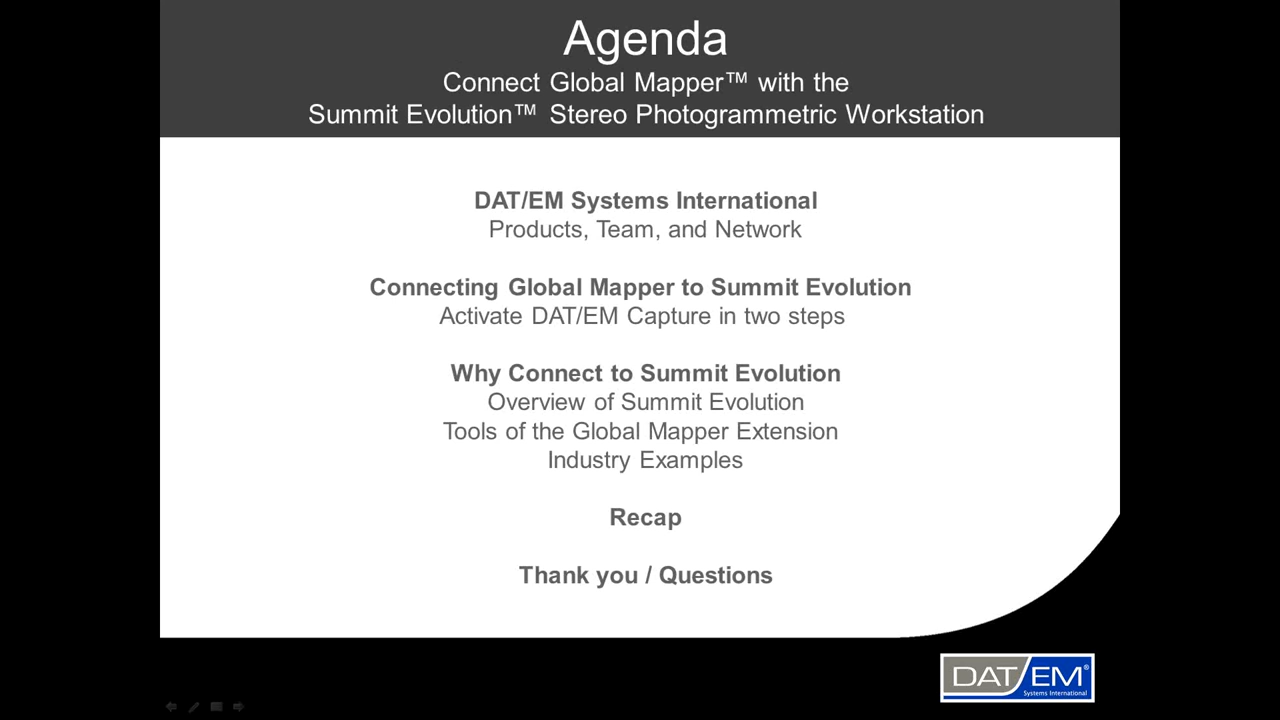 Agenda
Connect Global Mapper™ with the
Summit Evolution™ Stereo Photogrammetric Workstation
DAT/EM Systems International
Products, Team, and Network
Connecting Global Mapper to Summit Evolution
Activate DAT/EM Capture in two steps
Why Connect to Summit Evolution
Overview of Summit Evolution
Tools of the Global Mapper Extension
Industry Examples
Recap
Thank you / Questions
DAT/EM®
Systems International